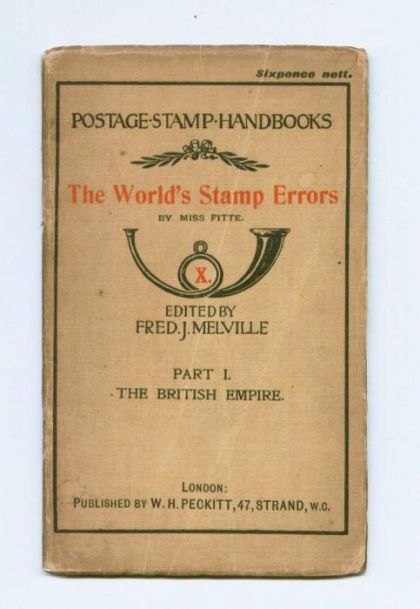 Sixpence nett.
POSTAGE·STAMP·HANDBOOKS
The World's Stamp Errors
BY MISS FITTE.
X.
EDITED BY
FRED. J. MELVILLE
PART I.
THE BRITISH EMPIRE.
LONDON:
PUBLISHED BY W. H. PECKITT, 47, STRAND, W.C.